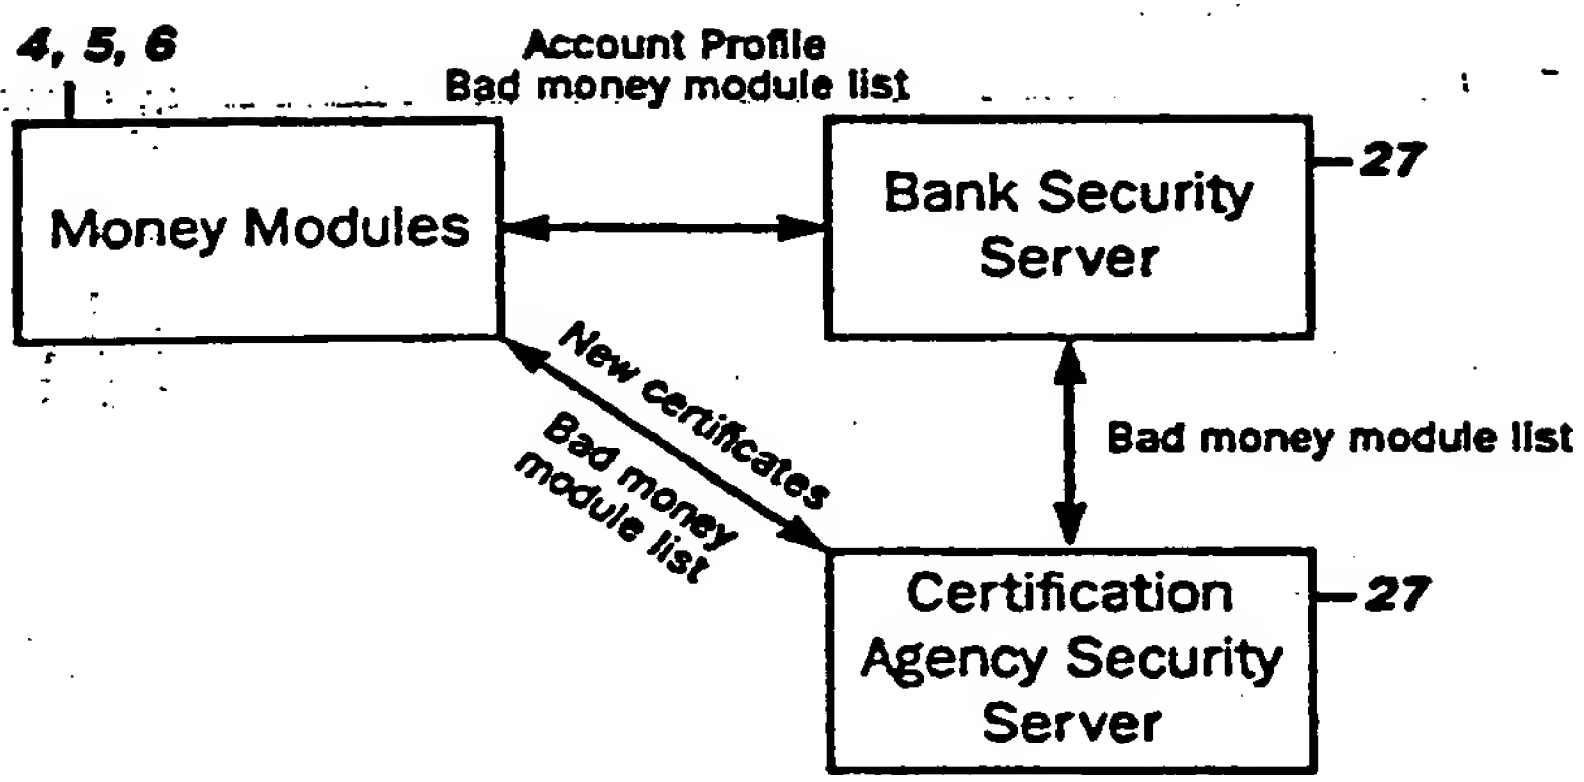 4, 5, 6
Account Profile
Bad money module list
Money Modules
Bank Security
Server
27
New certificates
Bad money
module list
Bad money module list
Certification
Agency Security
Server
27